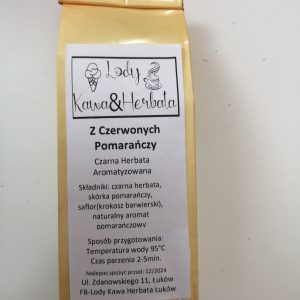 Lody
Kawa&Herbata
Z Czerwonych
Pomarańczy
Czarna Herbata
Aromatyzowana
Składniki: czarna herbata,
skórka pomarańczy,
saflor(krokosz barwierski),
naturalny aromat
pomarańczowy
Sposób przygotowania:
Temperatura wody 95°C
Czas parzenia 2-5min.
Najlepiej spożyć przed: 12/2024
Ul. Zdanowskiego 11, Łuków
FB-Lody Kawa Herbata Łuków